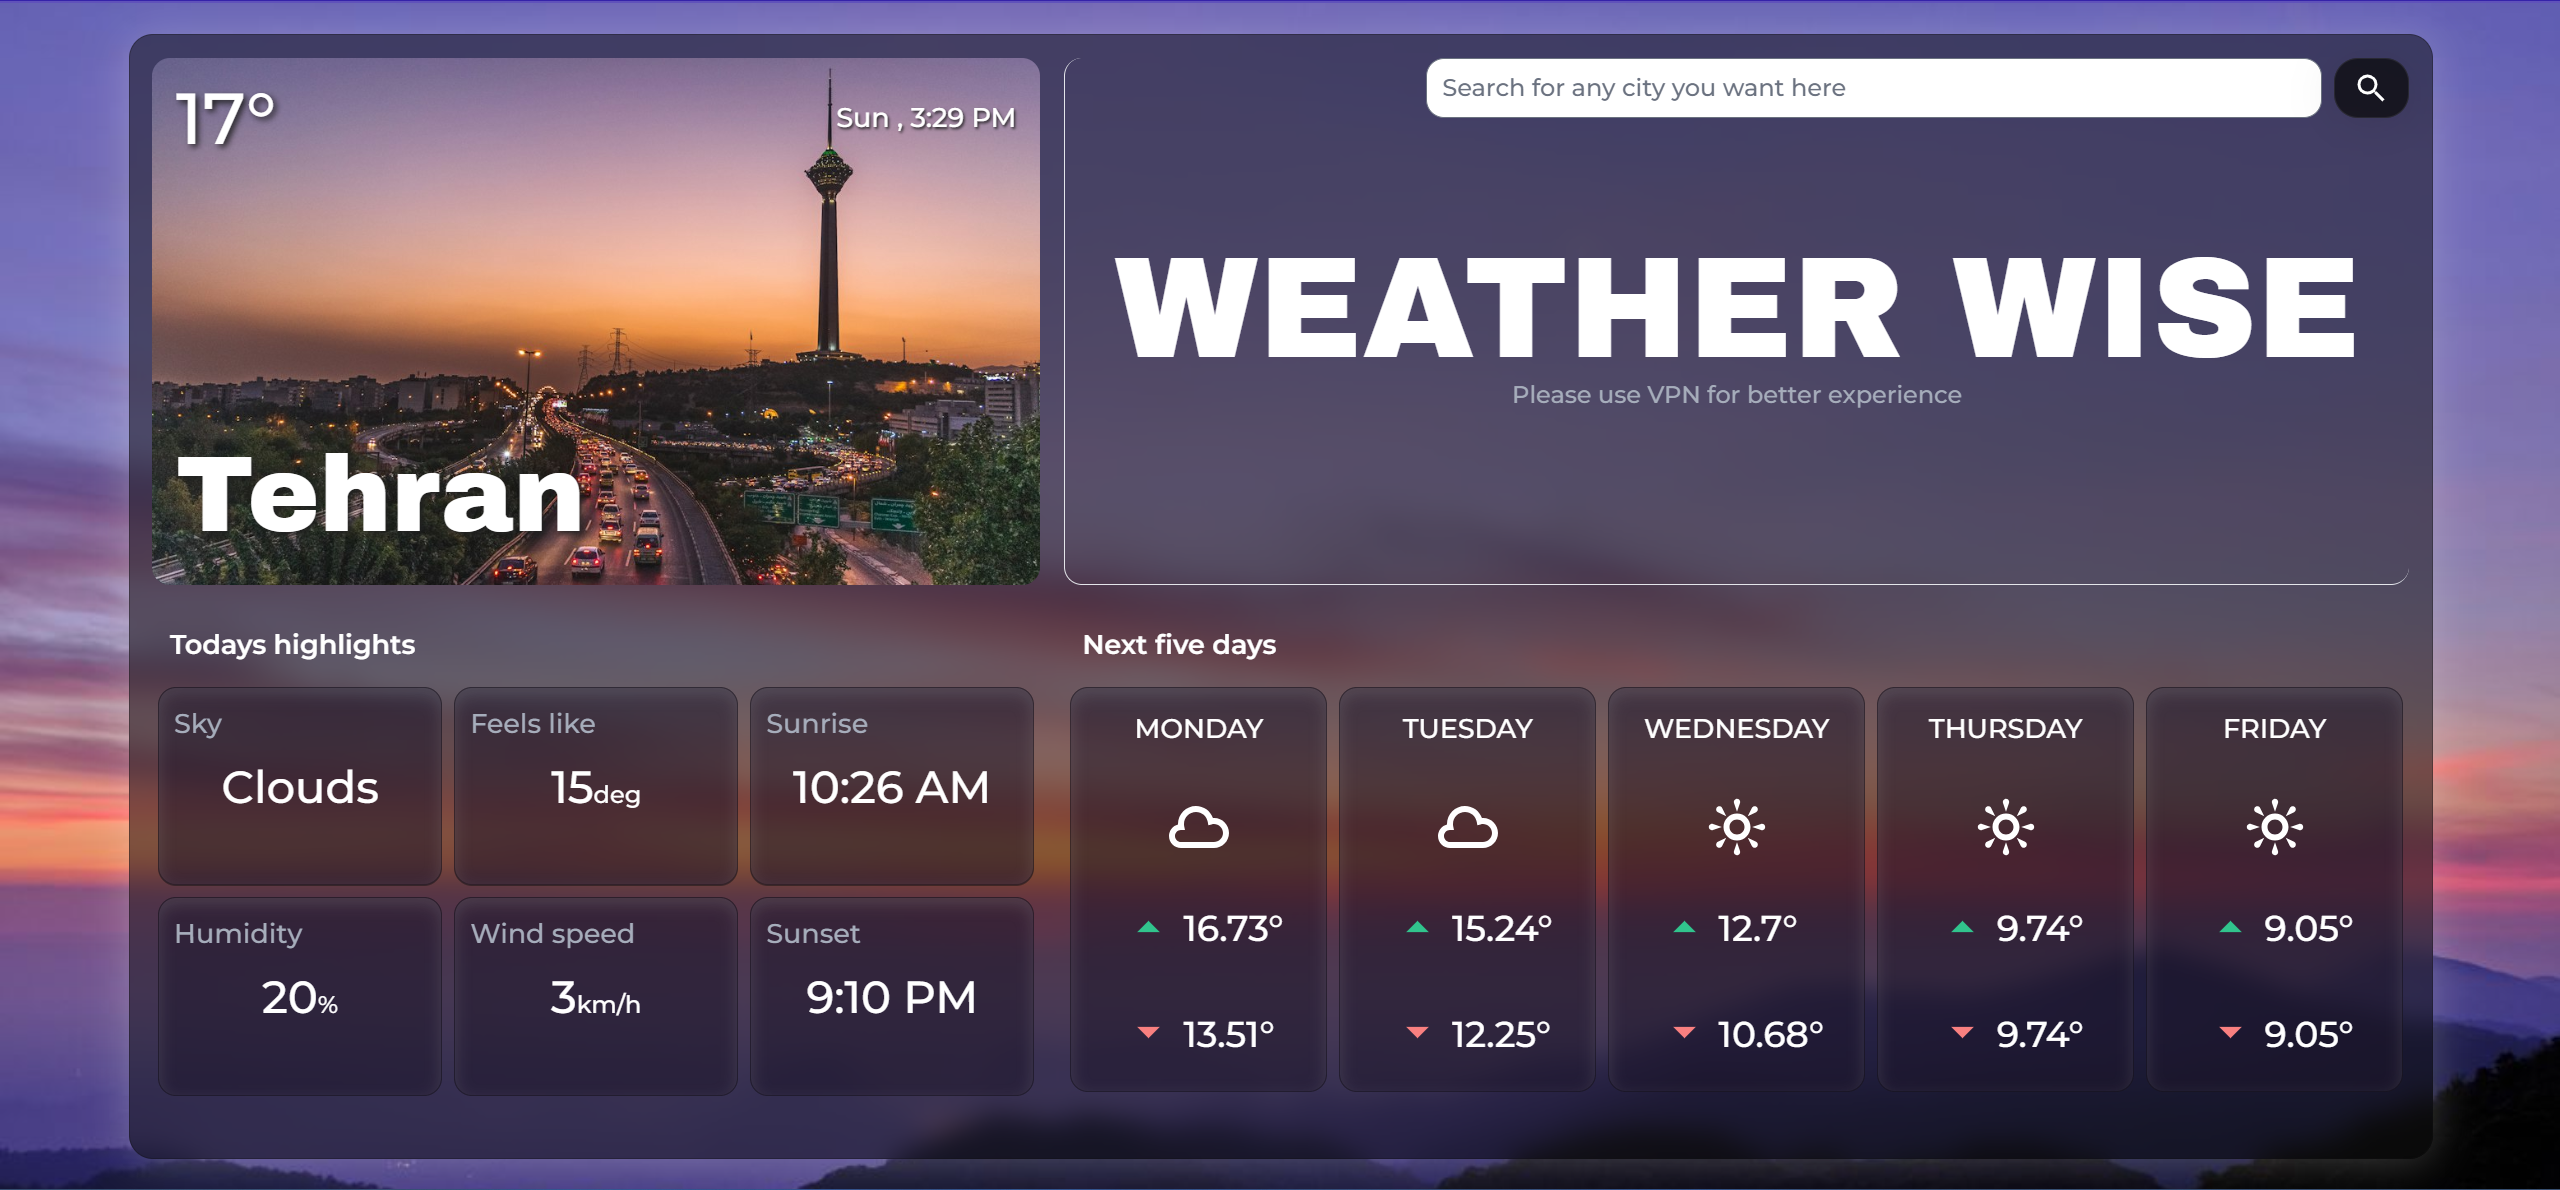 17°
Sun , 3:29 PM
Tehran
Search for any city you want here
WEATHER WISE
Please use VPN for better experience
Todays highlights
Sky
Clouds
Feels like
15deg
Sunrise
10:26 AM
Humidity
20%
Wind speed
3km/h
Sunset
9:10 PM
Next five days
MONDAY
16.73°
13.51°
TUESDAY
15.24°
12.25°
WEDNESDAY
12.7°
10.68°
THURSDAY
9.74°
9.74°
FRIDAY
9.05°
9.05°